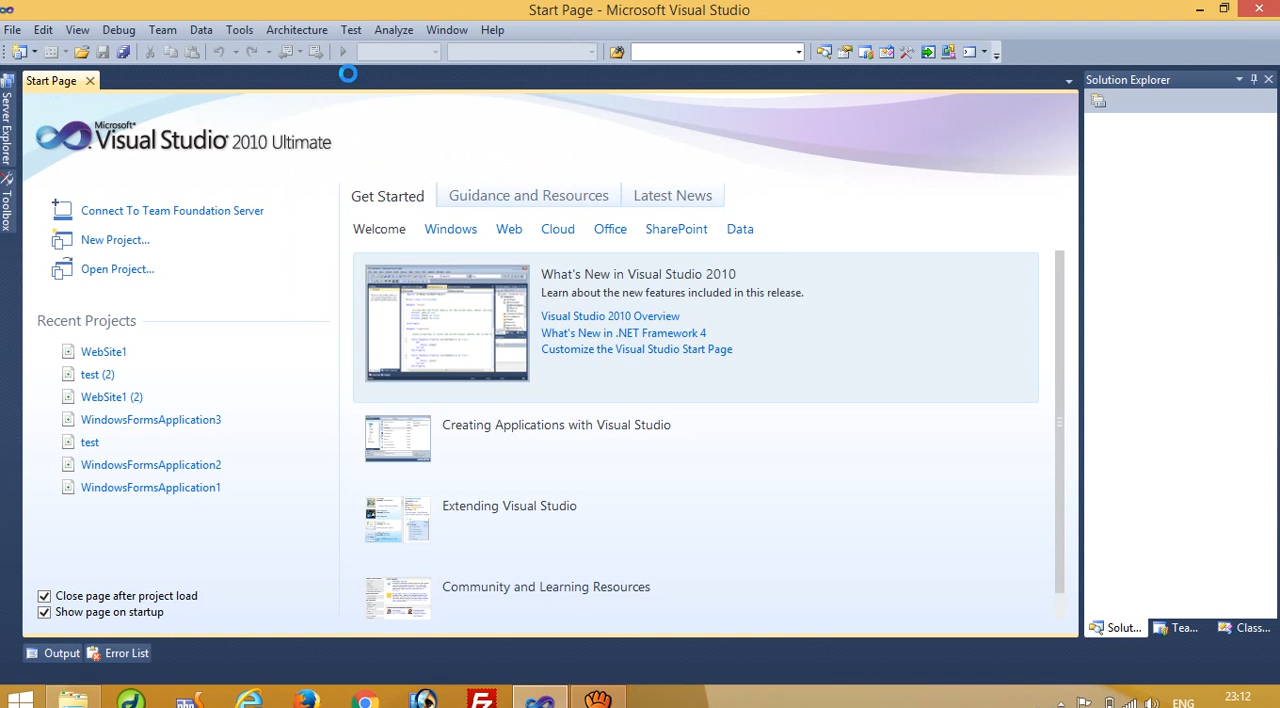 Start Page - Microsoft Visual Studio
File Edit View Debug Team Data Tools Architecture Test Analyze Window Help
Start Page
Solution Explorer
Server Explorer
Toolbox
Microsoft
Visual Studio 2010 Ultimate
Connect To Team Foundation Server
New Project...
Open Project...
Recent Projects
WebSite1
test (2)
WebSite1 (2)
WindowsFormsApplication3
test
WindowsFormsApplication2
WindowsFormsApplication1
Close page after project load
Show page on startup
Get Started Guidance and Resources Latest News
Welcome Windows Web Cloud Office SharePoint Data
What's New in Visual Studio 2010
Learn about the new features included in this release.
Visual Studio 2010 Overview
What's New in .NET Framework 4
Customize the Visual Studio Start Page
Creating Applications with Visual Studio
Extending Visual Studio
Community and Learning Resources
Solut... Tea... Class...
Output Error List
ENG
23:12